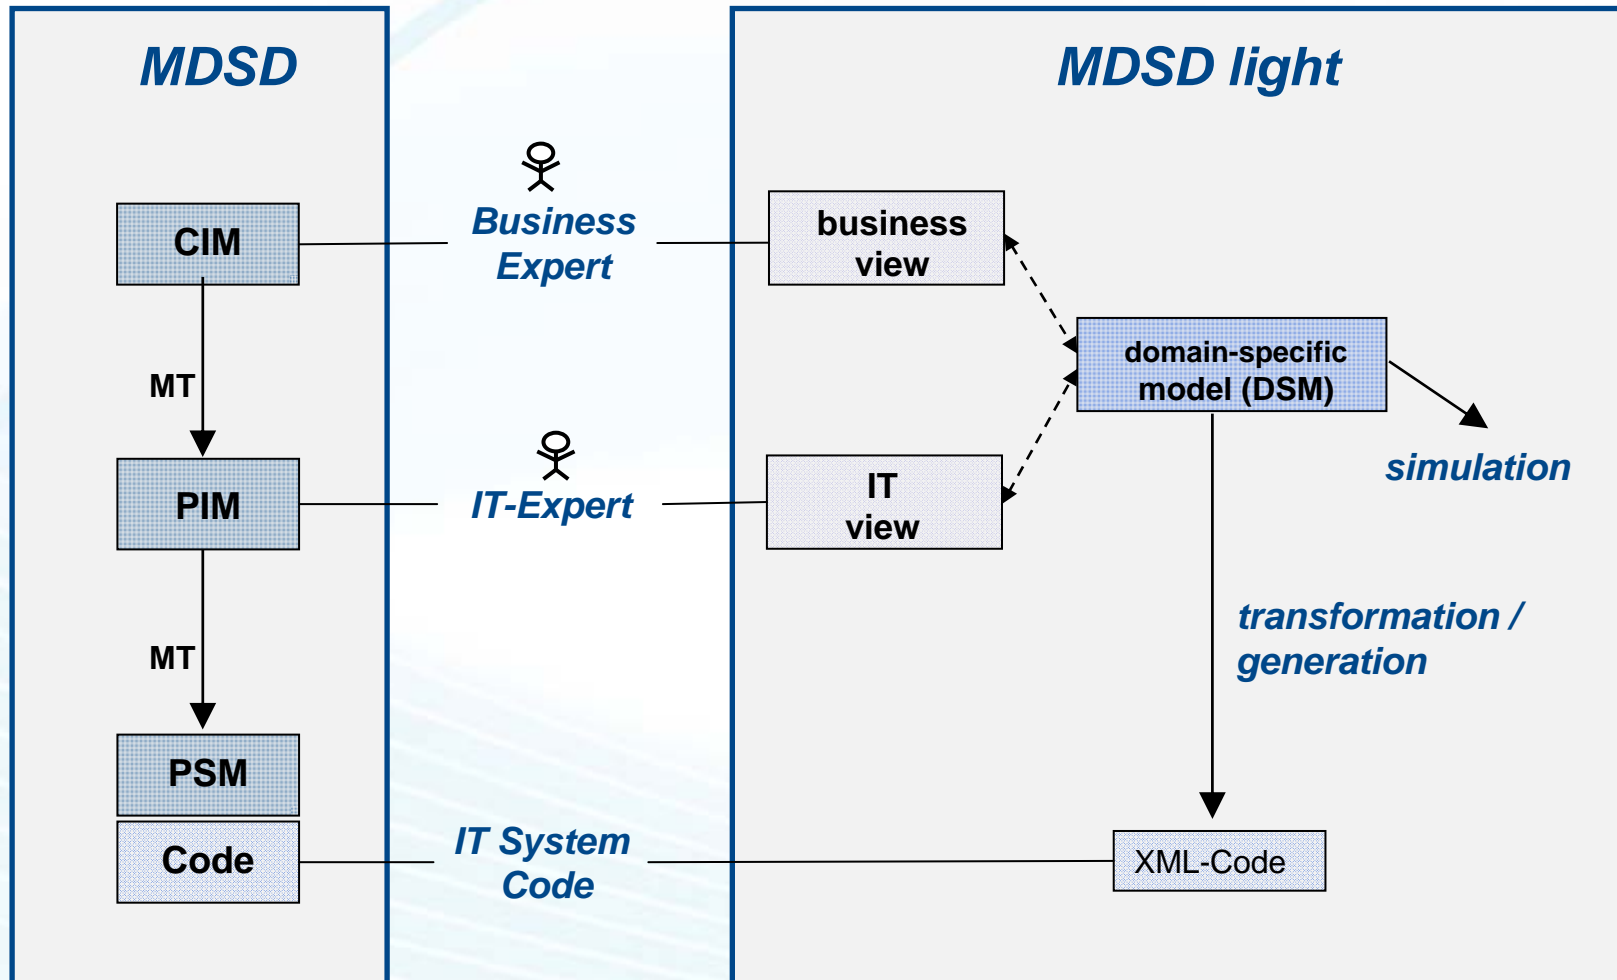 MDSD
MDSD light
CIM
Business
Expert
business
view
domain-specific
model (DSM)
MT
simulation
PIM
IT-Expert
IT
view
transformation /
generation
MT
PSM
Code
IT System
Code
XML-Code